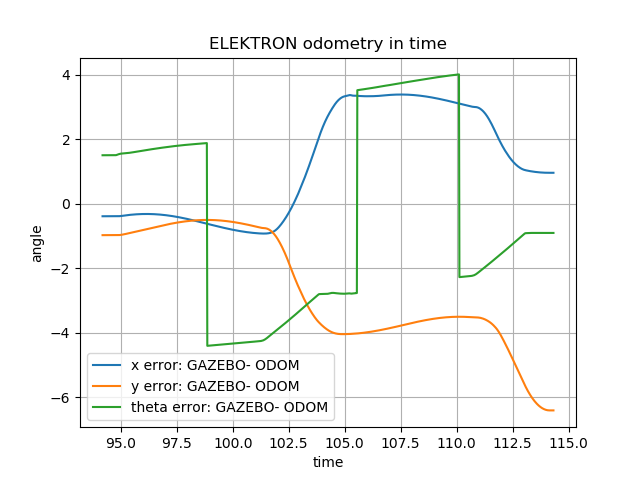 ELEKTRON odometry in time
4
2
0
−2
−4
−6
angle
x error: GAZEBO- ODOM
y error: GAZEBO- ODOM
theta error: GAZEBO- ODOM
95.0 97.5 100.0 102.5 105.0 107.5 110.0 112.5 115.0
time